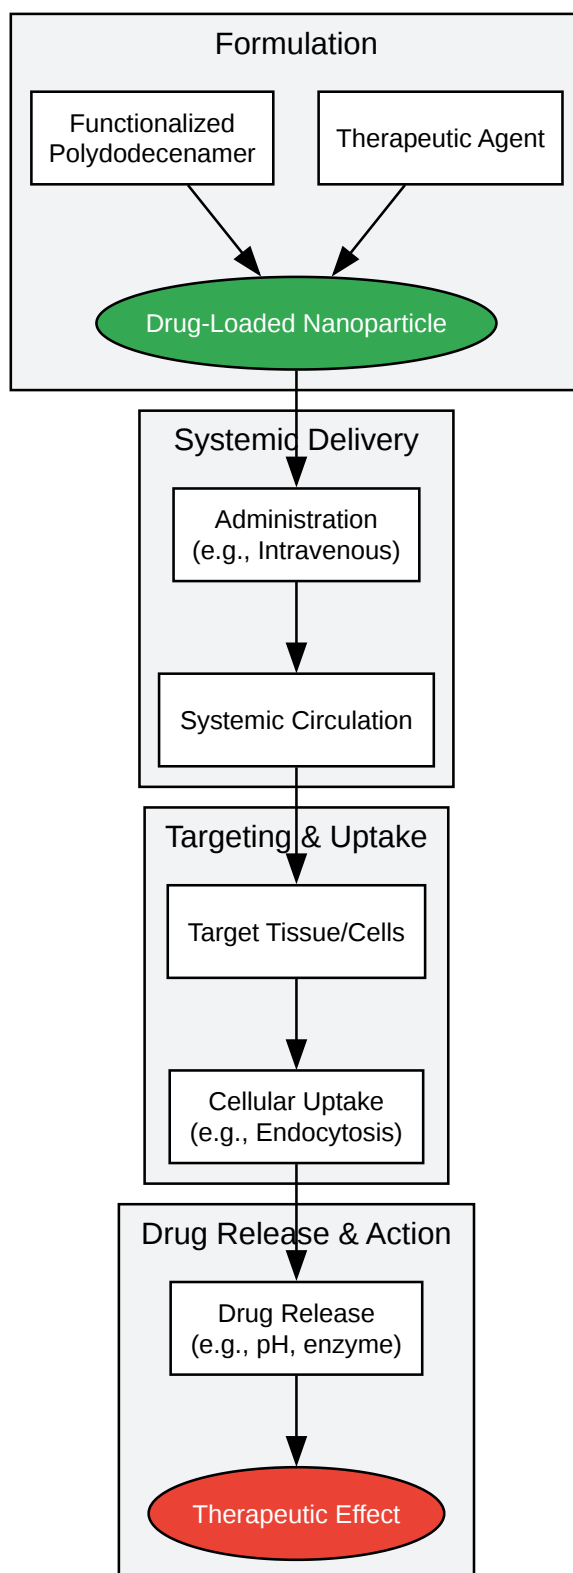 Formulation
Functionalized
Polydodecenamer
Therapeutic Agent
Drug-Loaded Nanoparticle
Systemic Delivery
Administration
(e.g., Intravenous)
Systemic Circulation
Targeting & Uptake
Target Tissue/Cells
Cellular Uptake
(e.g., Endocytosis)
Drug Release & Action
Drug Release
(e.g., pH, enzyme)
Therapeutic Effect